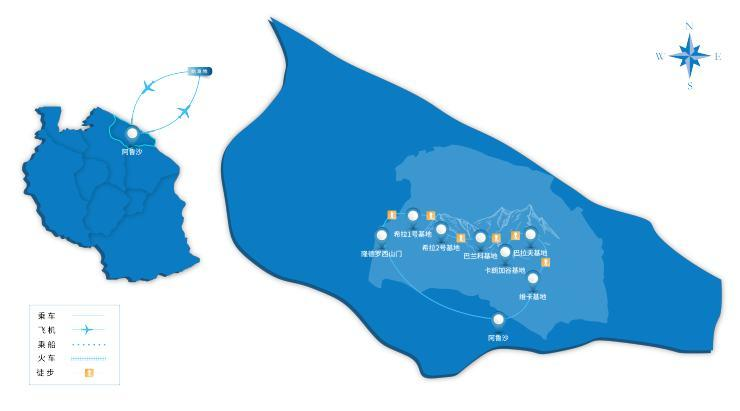 N
W E
S
阿鲁沙
希拉1号基地
希拉2号基地
隆德罗西山门
巴兰科基地
巴拉夫基地
卡朗加谷基地
维卡基地
阿鲁沙
乘车
飞机
乘船
火车
徒步